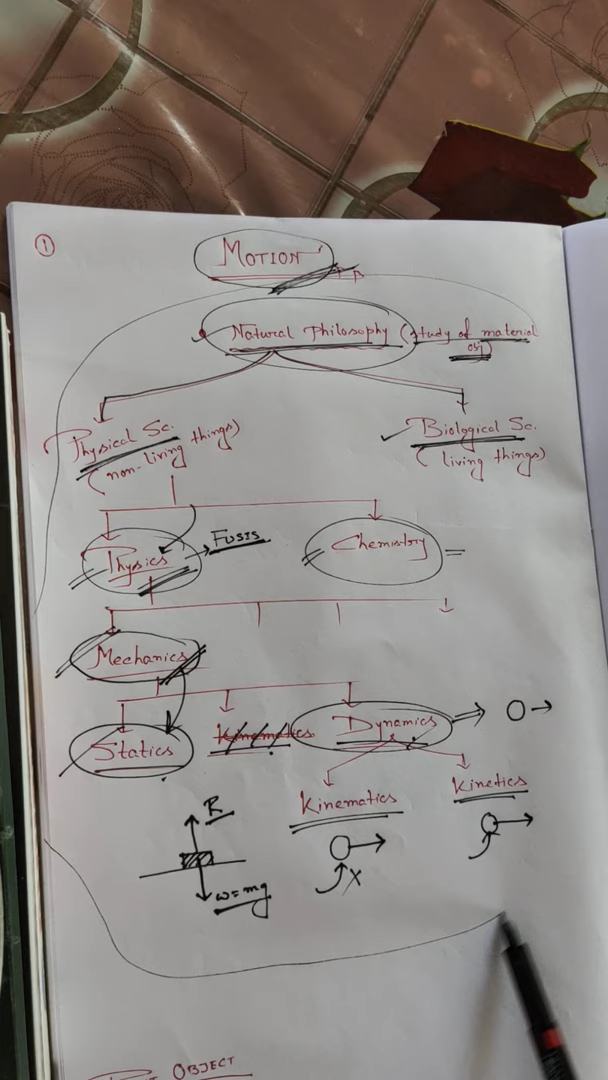 1
MOTION
Natural Philosophy (study of material
obj)
Physical Sc.
(non-living things)
Biological Sc.
(living things)
Physics
Fusis
Chemistry
Mechanics
Statics
Kinematics
Dynamics
Kinematics
Kinetics
R
w=mg
X
OBJECT